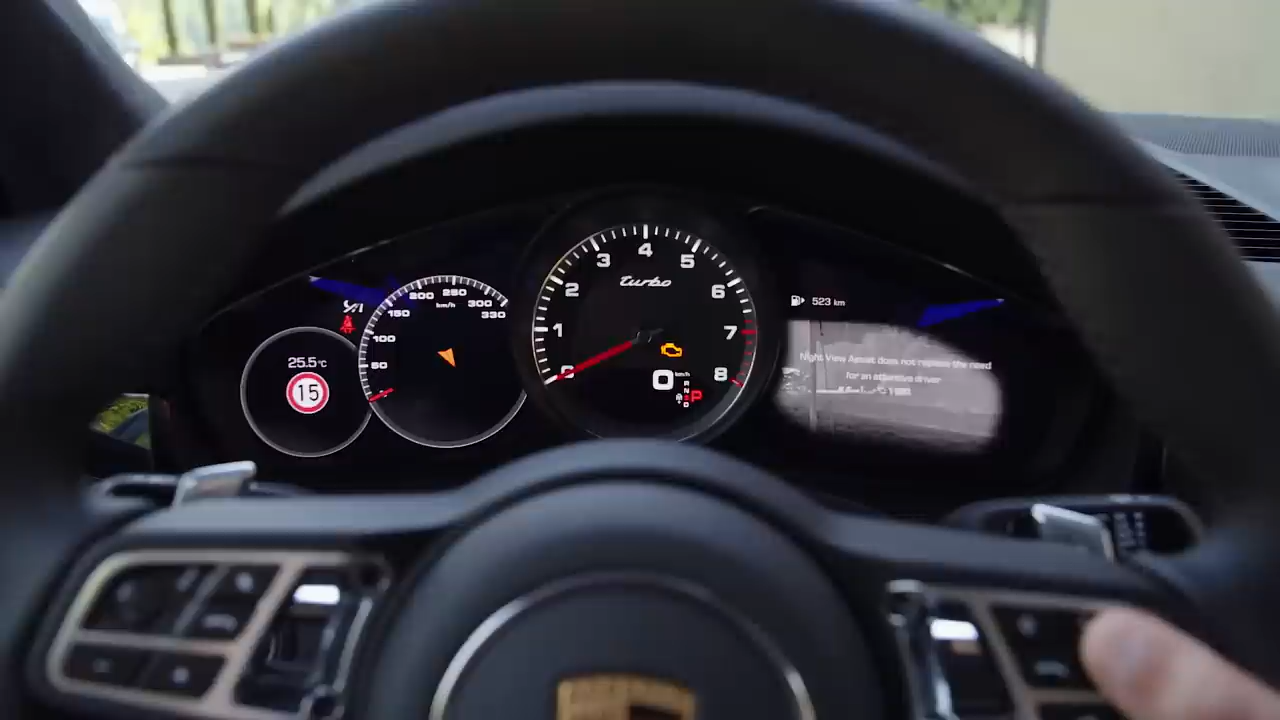 25.5°C
15
50
100
150
200
250
300
330
km/h
turbo
0
1
2
3
4
5
6
7
8
0 km/h
R
N
D
P
523 km
Night View Assist does not replace the need
for an attentive driver